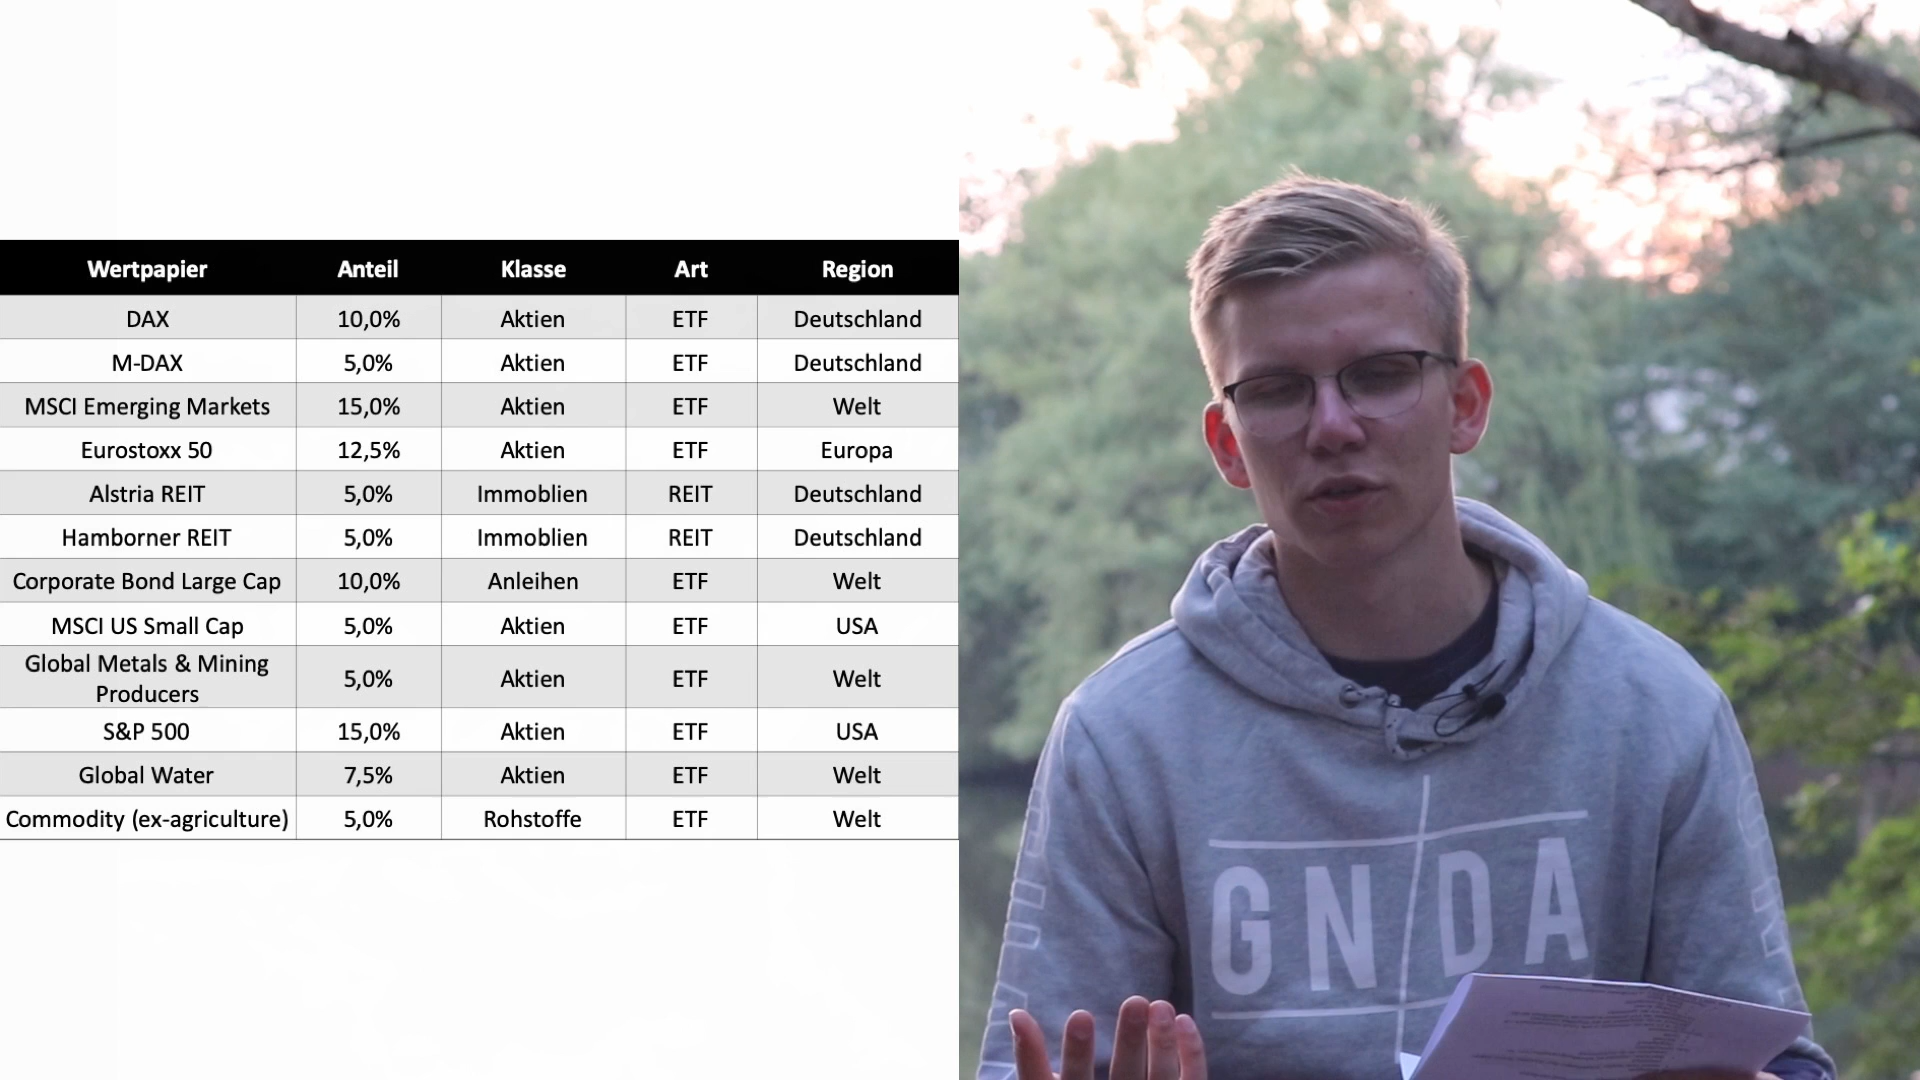 Wertpapier Anteil Klasse Art Region
DAX 10,0% Aktien ETF Deutschland
M-DAX 5,0% Aktien ETF Deutschland
MSCI Emerging Markets 15,0% Aktien ETF Welt
Eurostoxx 50 12,5% Aktien ETF Europa
Alstria REIT 5,0% Immoblien REIT Deutschland
Hamborner REIT 5,0% Immoblien REIT Deutschland
Corporate Bond Large Cap 10,0% Anleihen ETF Welt
MSCI US Small Cap 5,0% Aktien ETF USA
Global Metals & Mining
Producers 5,0% Aktien ETF Welt
S&P 500 15,0% Aktien ETF USA
Global Water 7,5% Aktien ETF Welt
Commodity (ex-agriculture) 5,0% Rohstoffe ETF Welt
GN DA